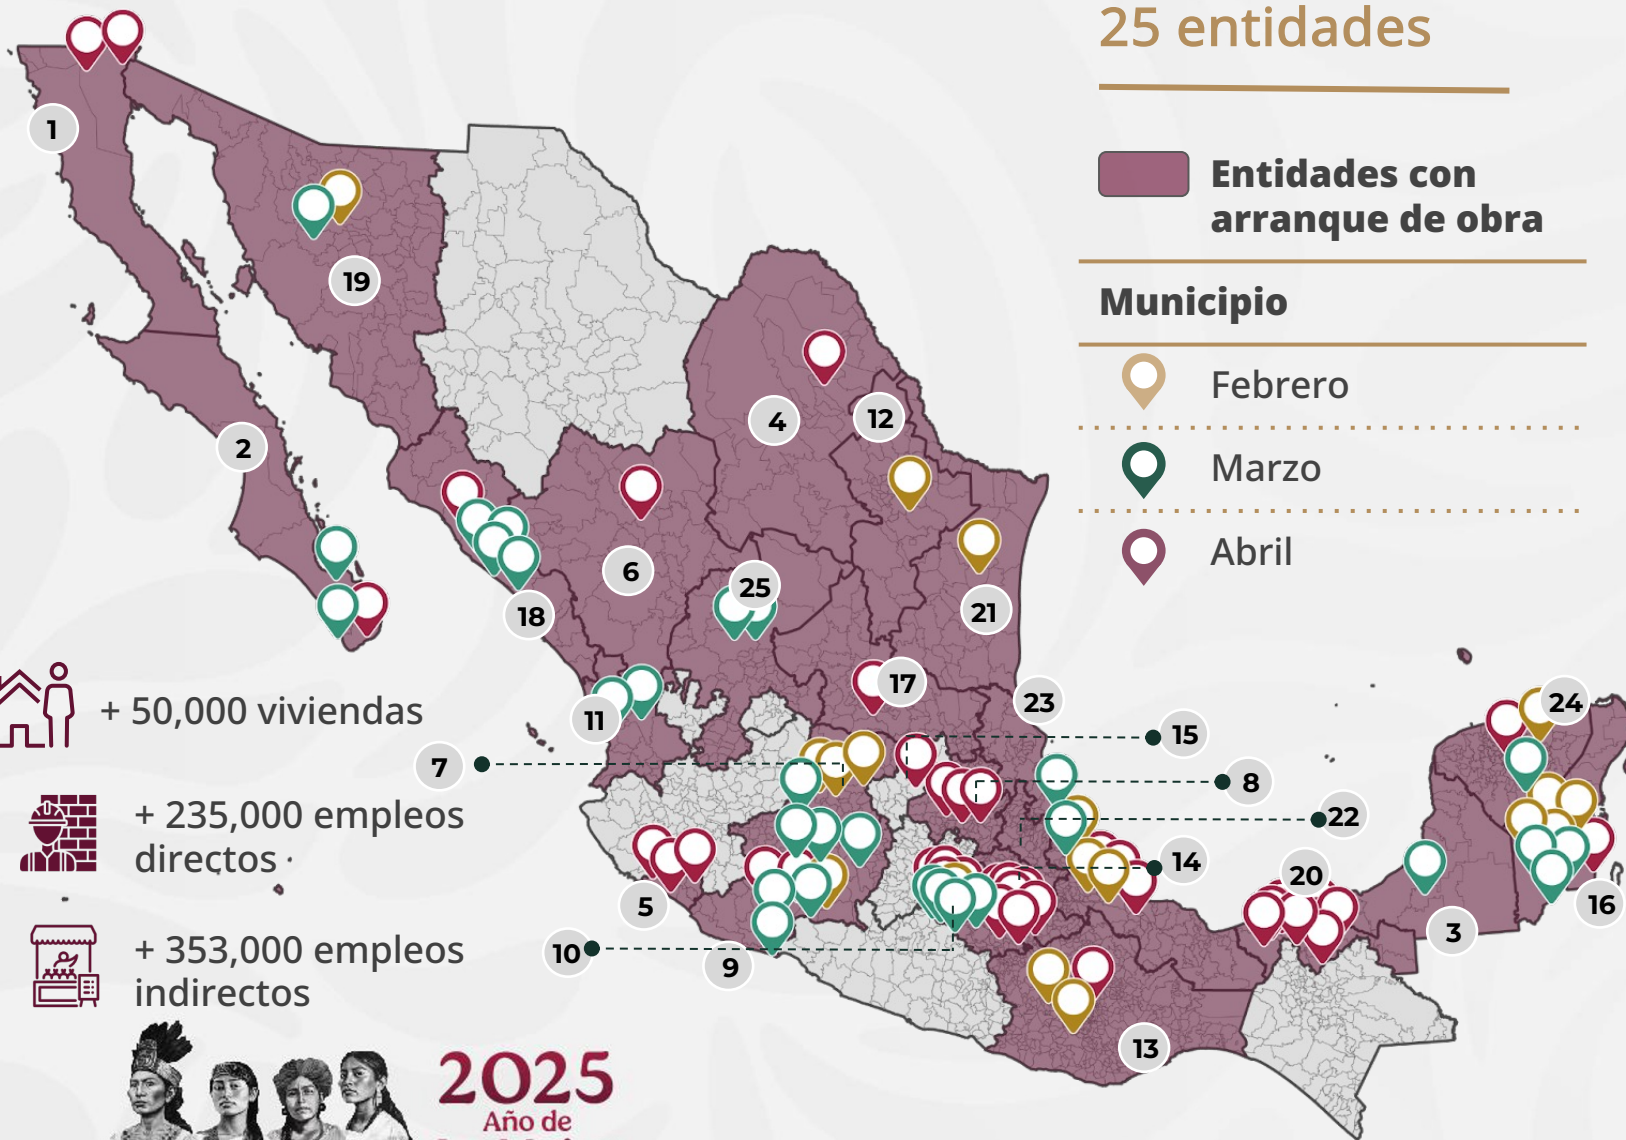 25 entidades
Entidades con
arranque de obra
Municipio
Febrero
Marzo
Abril
1
19
2
4
12
6
25
18
21
11
17
23
24
7
15
8
22
14
20
16
5
3
10
9
13
+ 50,000 viviendas
+ 235,000 empleos
directos
+ 353,000 empleos
indirectos
2025
Año de